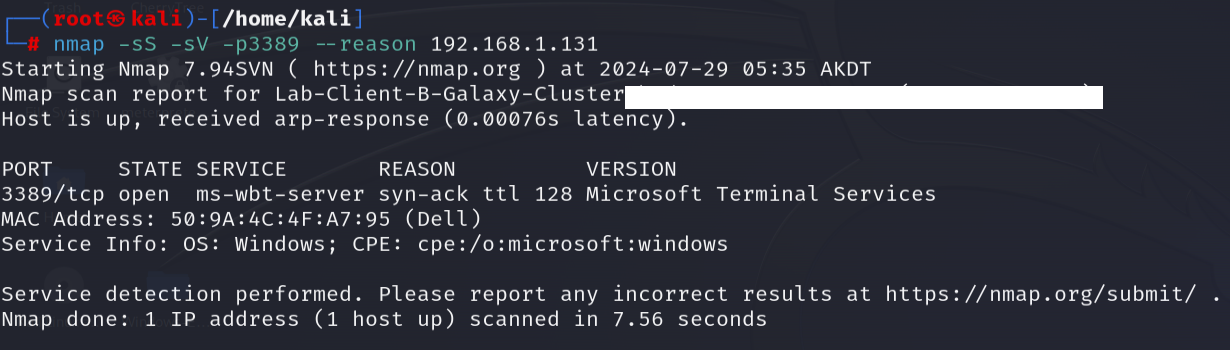 ┌──(root㉿kali)-[/home/kali]
└─# nmap -sS -sV -p3389 --reason 192.168.1.131
Starting Nmap 7.94SVN ( https://nmap.org ) at 2024-07-29 05:35 AKDT
Nmap scan report for Lab-Client-B-Galaxy-Cluster
Host is up, received arp-response (0.00076s latency).
PORT     STATE SERVICE       REASON          VERSION
3389/tcp open  ms-wbt-server syn-ack ttl 128 Microsoft Terminal Services
MAC Address: 50:9A:4C:4F:A7:95 (Dell)
Service Info: OS: Windows; CPE: cpe:/o:microsoft:windows
Service detection performed. Please report any incorrect results at https://nmap.org/submit/ .
Nmap done: 1 IP address (1 host up) scanned in 7.56 seconds